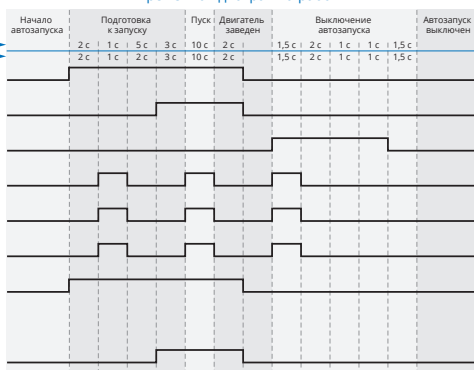 Начало Подготовка Пуск Двигатель Выключение Автозапуск
автозапуска к запуску заведен автозапуска выключен
2 с 1 с 5 с 3 с 10 с 2 с 1,5 с 2 с 1 с 1 с 1,5 с
2 с 1 с 2 с 3 с 10 с 2 с 1,5 с 2 с 1 с 1 с 1,5 с